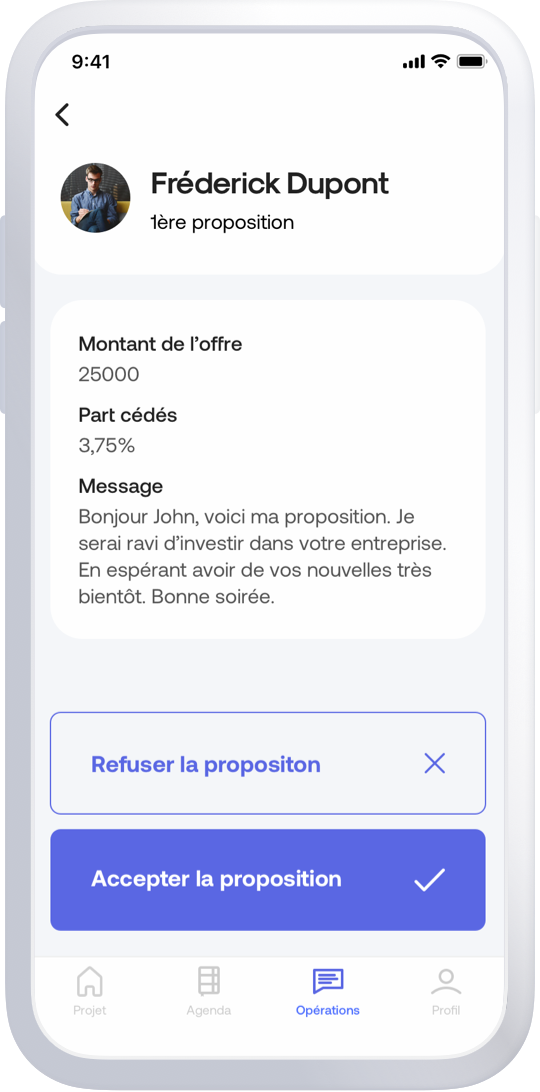 9:41
Fréderick Dupont
1ère proposition
Montant de l’offre
25000
Part cédés
3,75%
Message
Bonjour John, voici ma proposition. Je
serai ravi d’investir dans votre entreprise.
En espérant avoir de vos nouvelles très
bientôt. Bonne soirée.
Refuser la propositon
Accepter la proposition
Projet
Agenda
Opérations
Profil